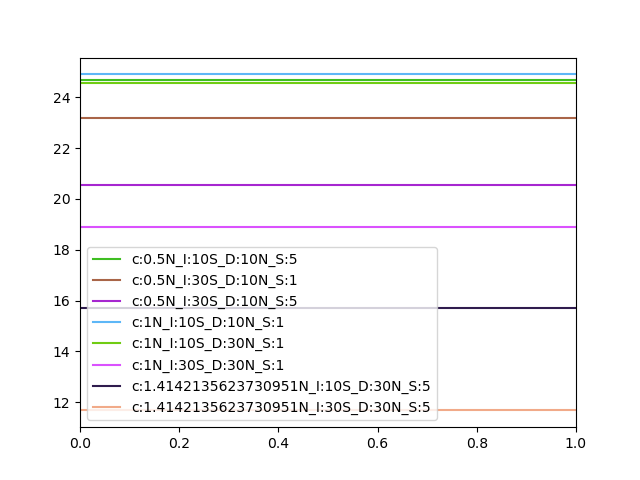 24
22
20
18
16
14
12
c:0.5N_I:10S_D:10N_S:5
c:0.5N_I:30S_D:10N_S:1
c:0.5N_I:30S_D:10N_S:5
c:1N_I:10S_D:10N_S:1
c:1N_I:10S_D:30N_S:1
c:1N_I:30S_D:30N_S:1
c:1.4142135623730951N_I:10S_D:30N_S:5
c:1.4142135623730951N_I:30S_D:30N_S:5
0.0 0.2 0.4 0.6 0.8 1.0